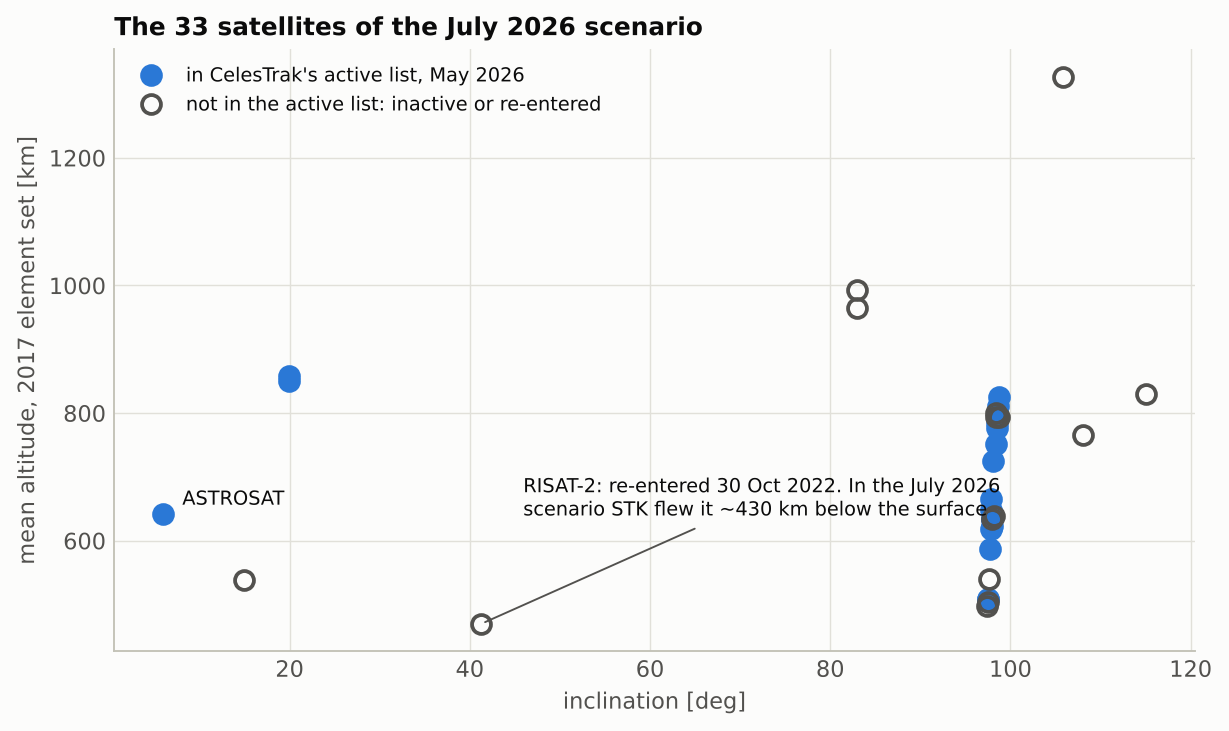 The 33 satellites of the July 2026 scenario
in CelesTrak's active list, May 2026
not in the active list: inactive or re-entered
mean altitude, 2017 element set [km]
1200
1000
800
600
ASTROSAT
RISAT-2: re-entered 30 Oct 2022. In the July 2026
scenario STK flew it ~430 km below the surface.
20
40
60
80
100
120
inclination [deg]